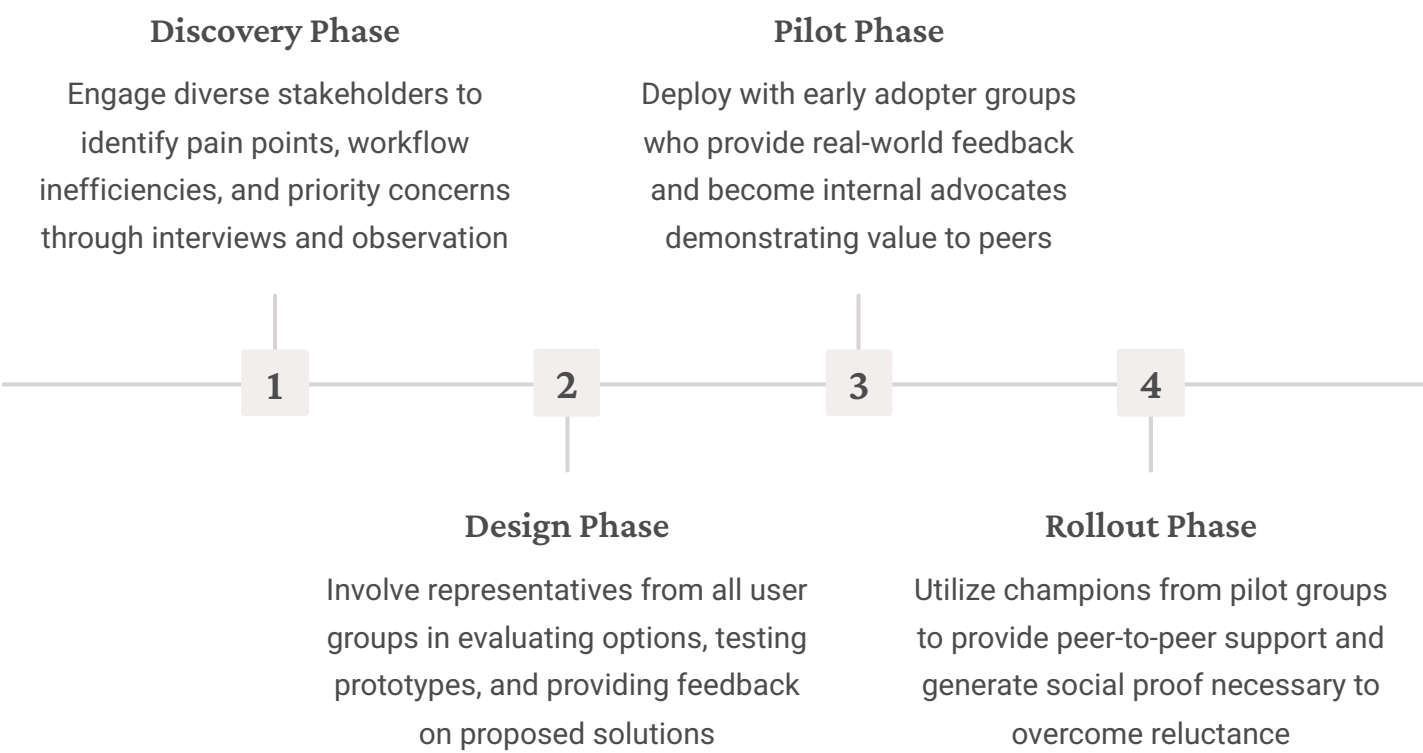 Discovery Phase
Engage diverse stakeholders to
identify pain points, workflow
inefficiencies, and priority concerns
through interviews and observation
Pilot Phase
Deploy with early adopter groups
who provide real-world feedback
and become internal advocates
demonstrating value to peers
1
2
3
4
Design Phase
Involve representatives from all user
groups in evaluating options, testing
prototypes, and providing feedback
on proposed solutions
Rollout Phase
Utilize champions from pilot groups
to provide peer-to-peer support and
generate social proof necessary to
overcome reluctance